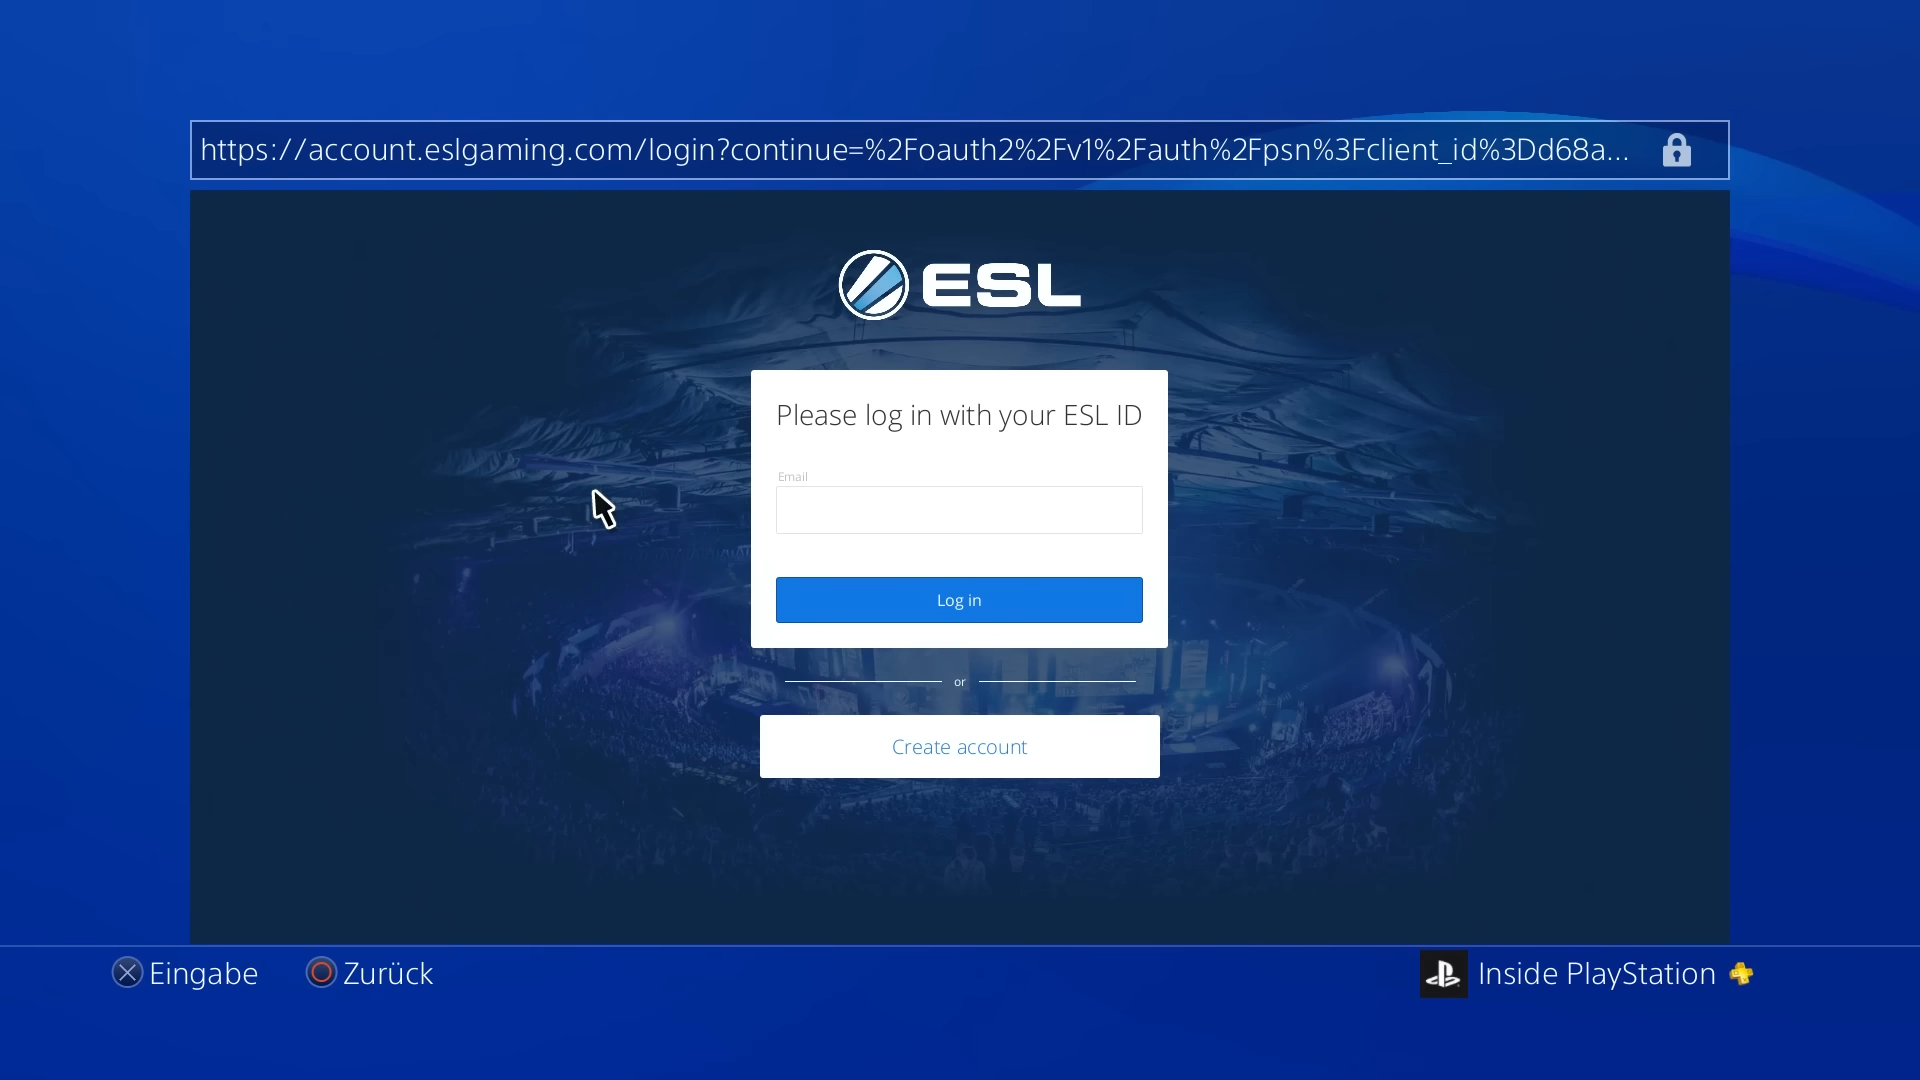 https://account.eslgaming.com/login?continue=%2Foauth2%2Fv1%2Fauth%2Fpsn%3Fclient_id%3Dd68a...
ESL
Please log in with your ESL ID
Email
Log in
or
Create account
Eingabe Zurück Inside PlayStation